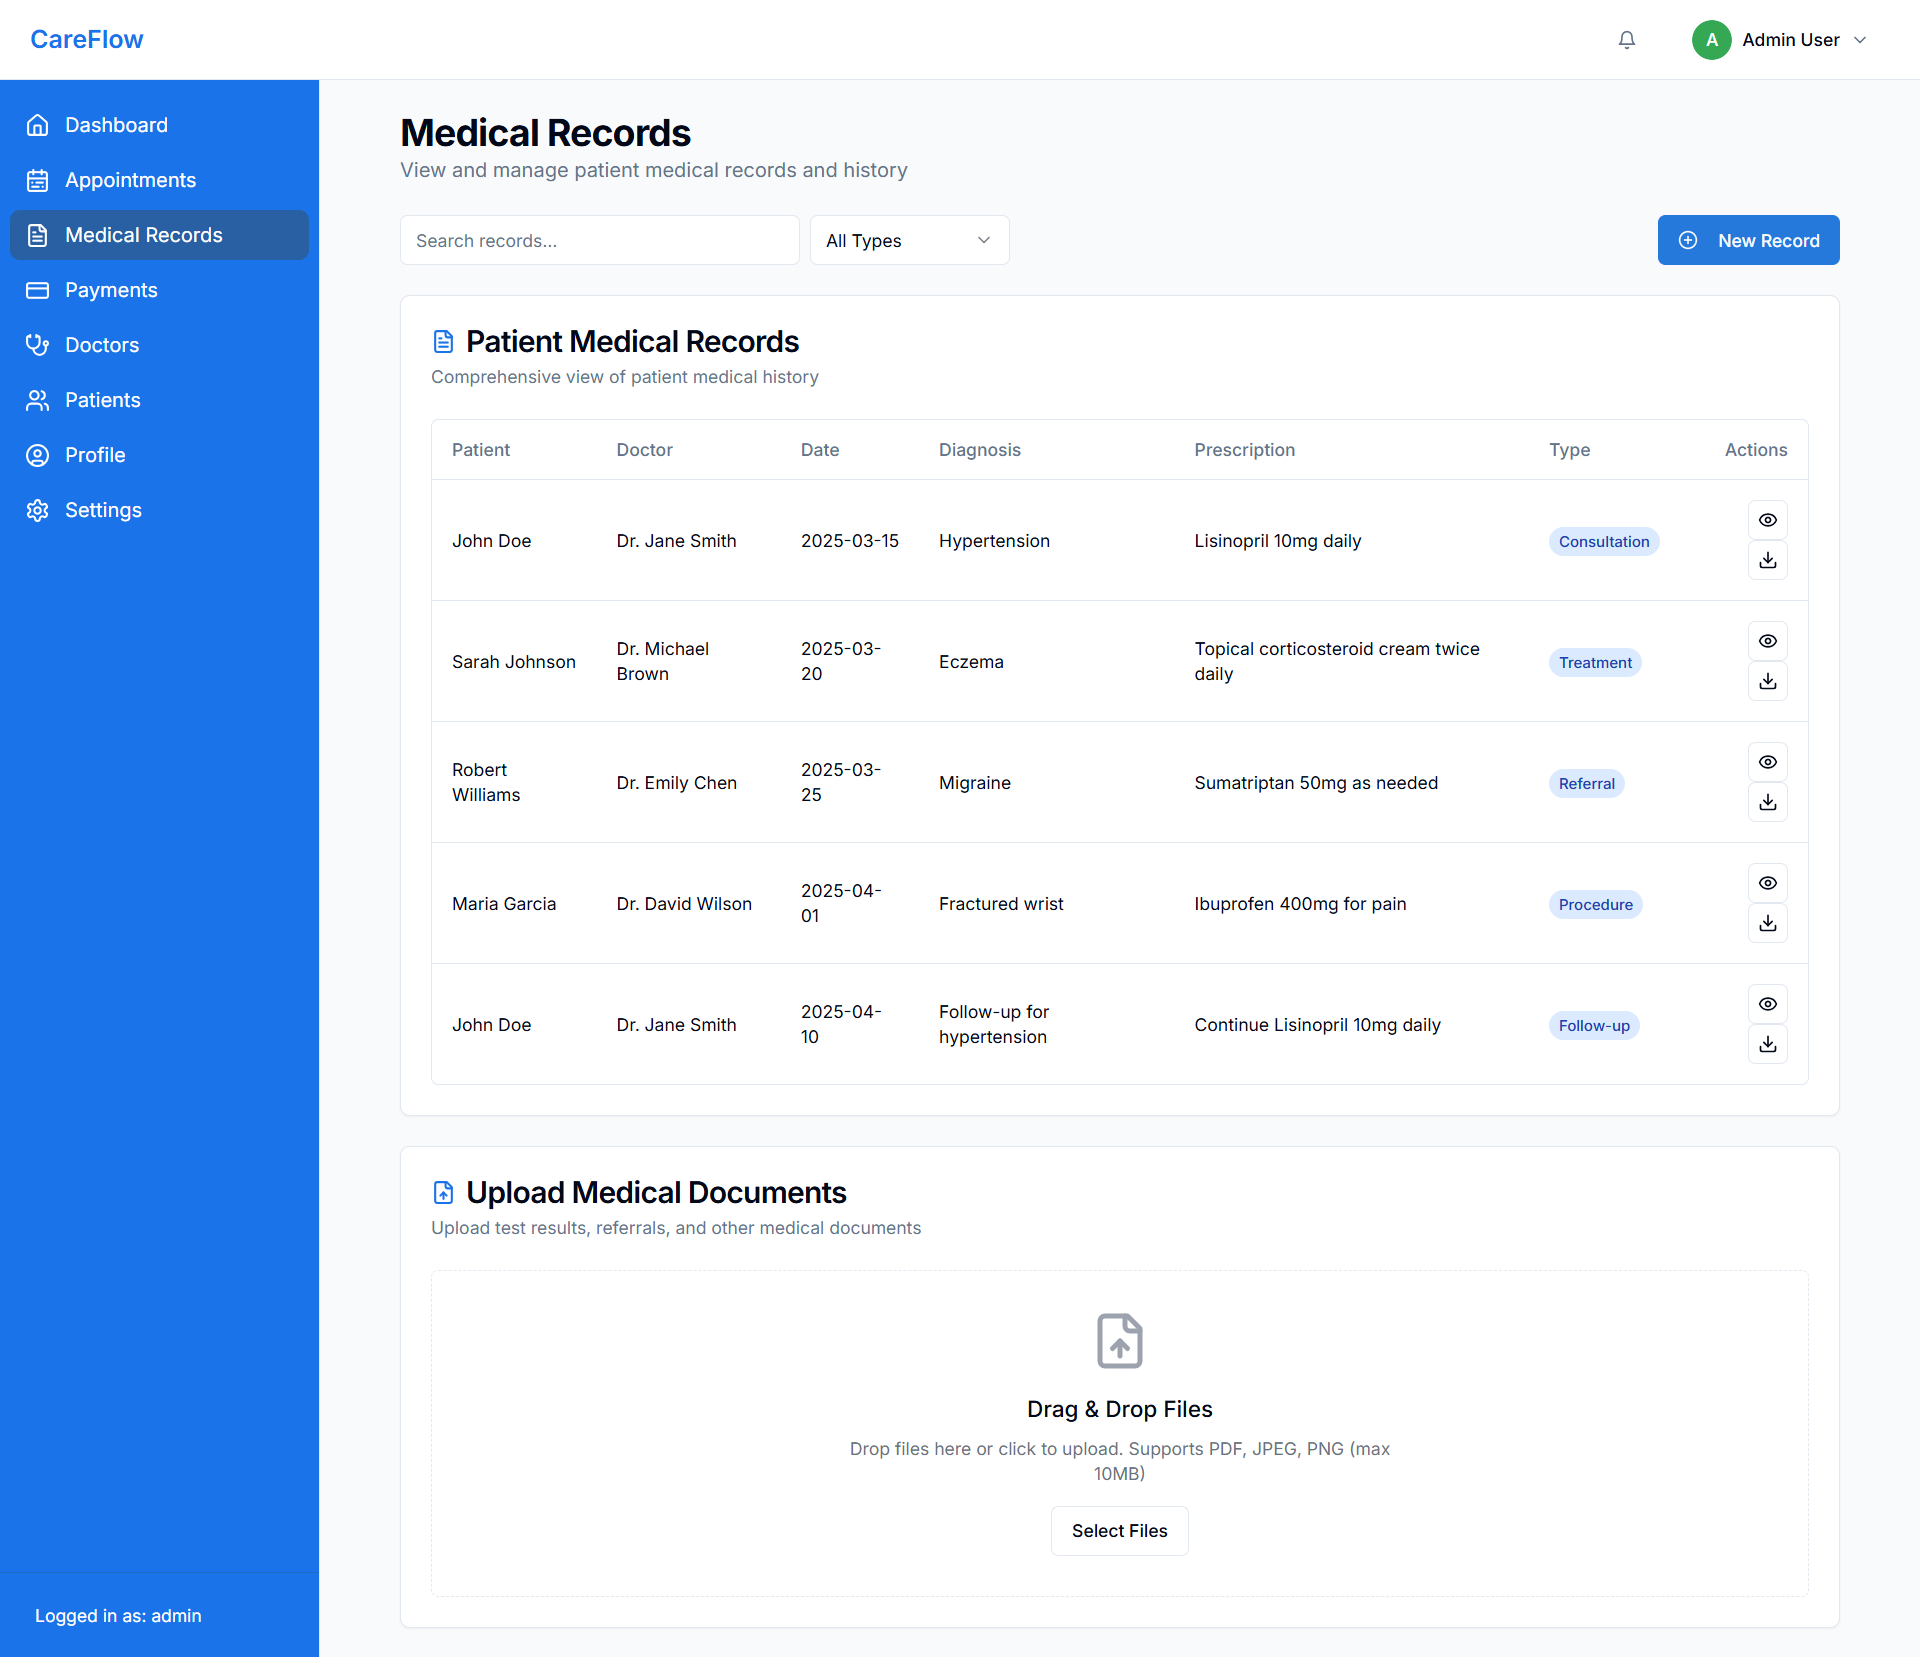 CareFlow
A
Admin User
Dashboard
Appointments
Medical Records
Payments
Doctors
Patients
Profile
Settings
Logged in as: admin
Medical Records
View and manage patient medical records and history
Search records...
All Types
New Record
Patient Medical Records
Comprehensive view of patient medical history
Patient Doctor Date Diagnosis Prescription Type Actions
John Doe Dr. Jane Smith 2025-03-15 Hypertension Lisinopril 10mg daily Consultation
Sarah Johnson
Dr. Michael
Brown
2025-03-
20
Eczema
Topical corticosteroid cream twice
daily
Treatment
Robert
Williams
Dr. Emily Chen
2025-03-
25
Migraine
Sumatriptan 50mg as needed
Referral
Maria Garcia
Dr. David Wilson
2025-04-
01
Fractured wrist
Ibuprofen 400mg for pain
Procedure
John Doe
Dr. Jane Smith
2025-04-
10
Follow-up for
hypertension
Continue Lisinopril 10mg daily
Follow-up
Upload Medical Documents
Upload test results, referrals, and other medical documents
Drag & Drop Files
Drop files here or click to upload. Supports PDF, JPEG, PNG (max
10MB)
Select Files